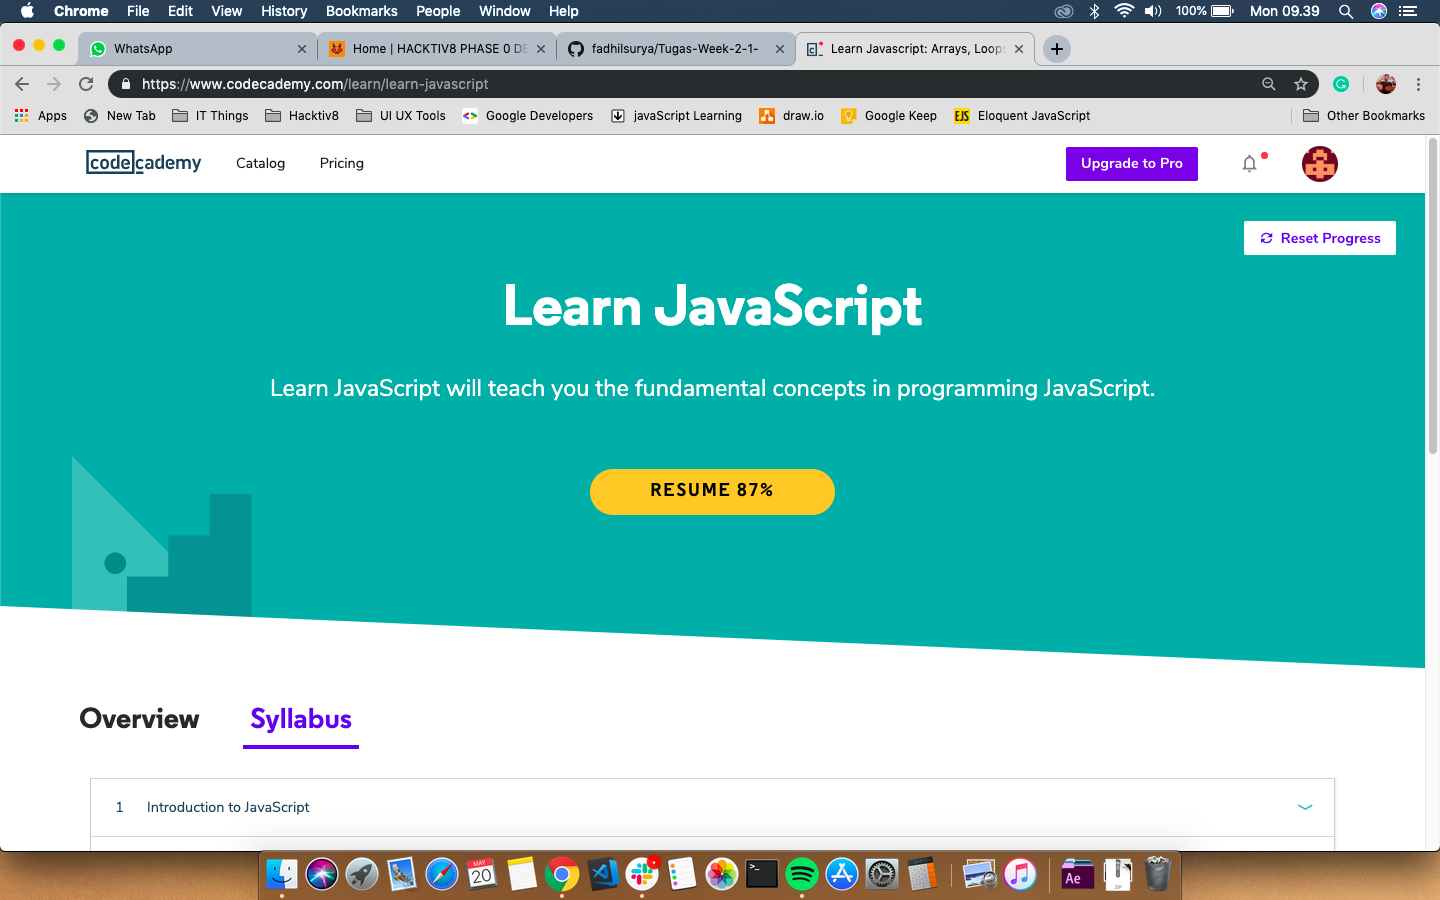 Chrome File Edit View History Bookmarks People Window Help 100% Mon 09.39
WhatsApp Home | HACKTIV8 PHASE 0 DE fadhilsurya/Tugas-Week-2-1- Learn Javascript: Arrays, Loops
https://www.codecademy.com/learn/learn-javascript
Apps New Tab IT Things Hacktiv8 UI UX Tools Google Developers javaScript Learning draw.io Google Keep EJS Eloquent JavaScript Other Bookmarks
codecademy Catalog Pricing Upgrade to Pro
Reset Progress
Learn JavaScript
Learn JavaScript will teach you the fundamental concepts in programming JavaScript.
RESUME 87%
Overview Syllabus
1 Introduction to JavaScript
MAY
20
Ae
ZIP